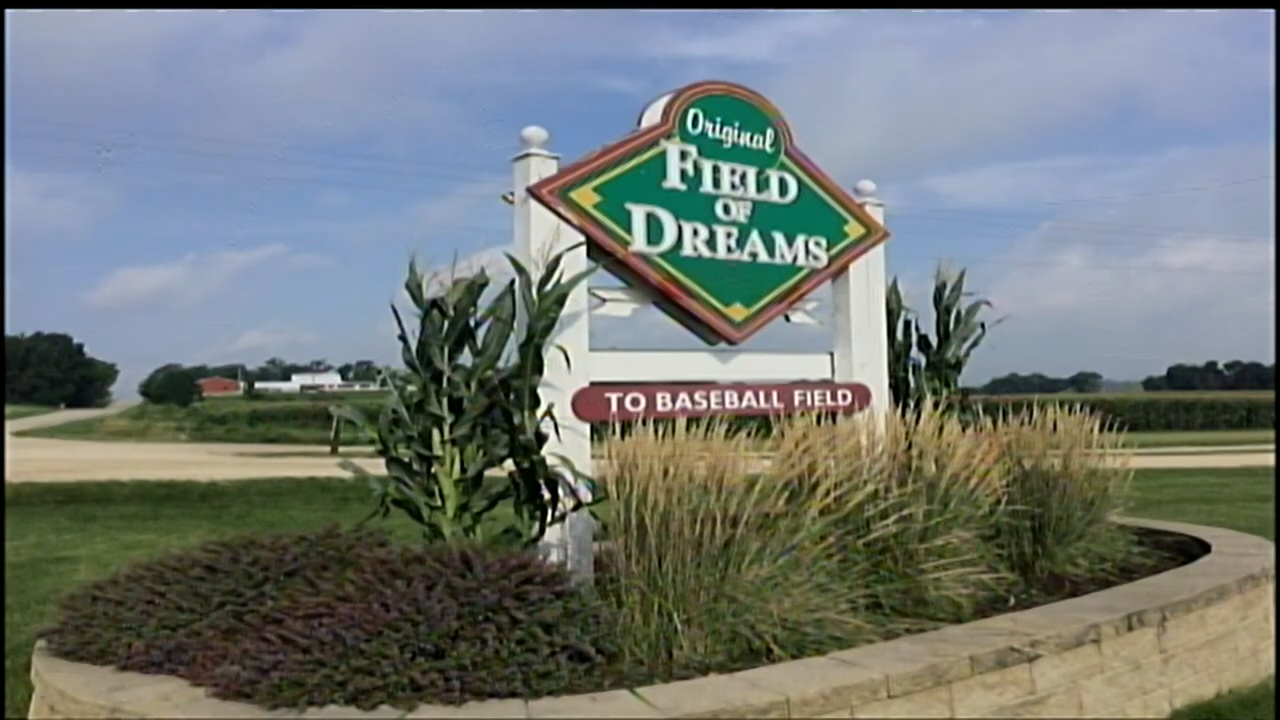 Original
FIELD
OF
DREAMS
TO BASEBALL FIELD